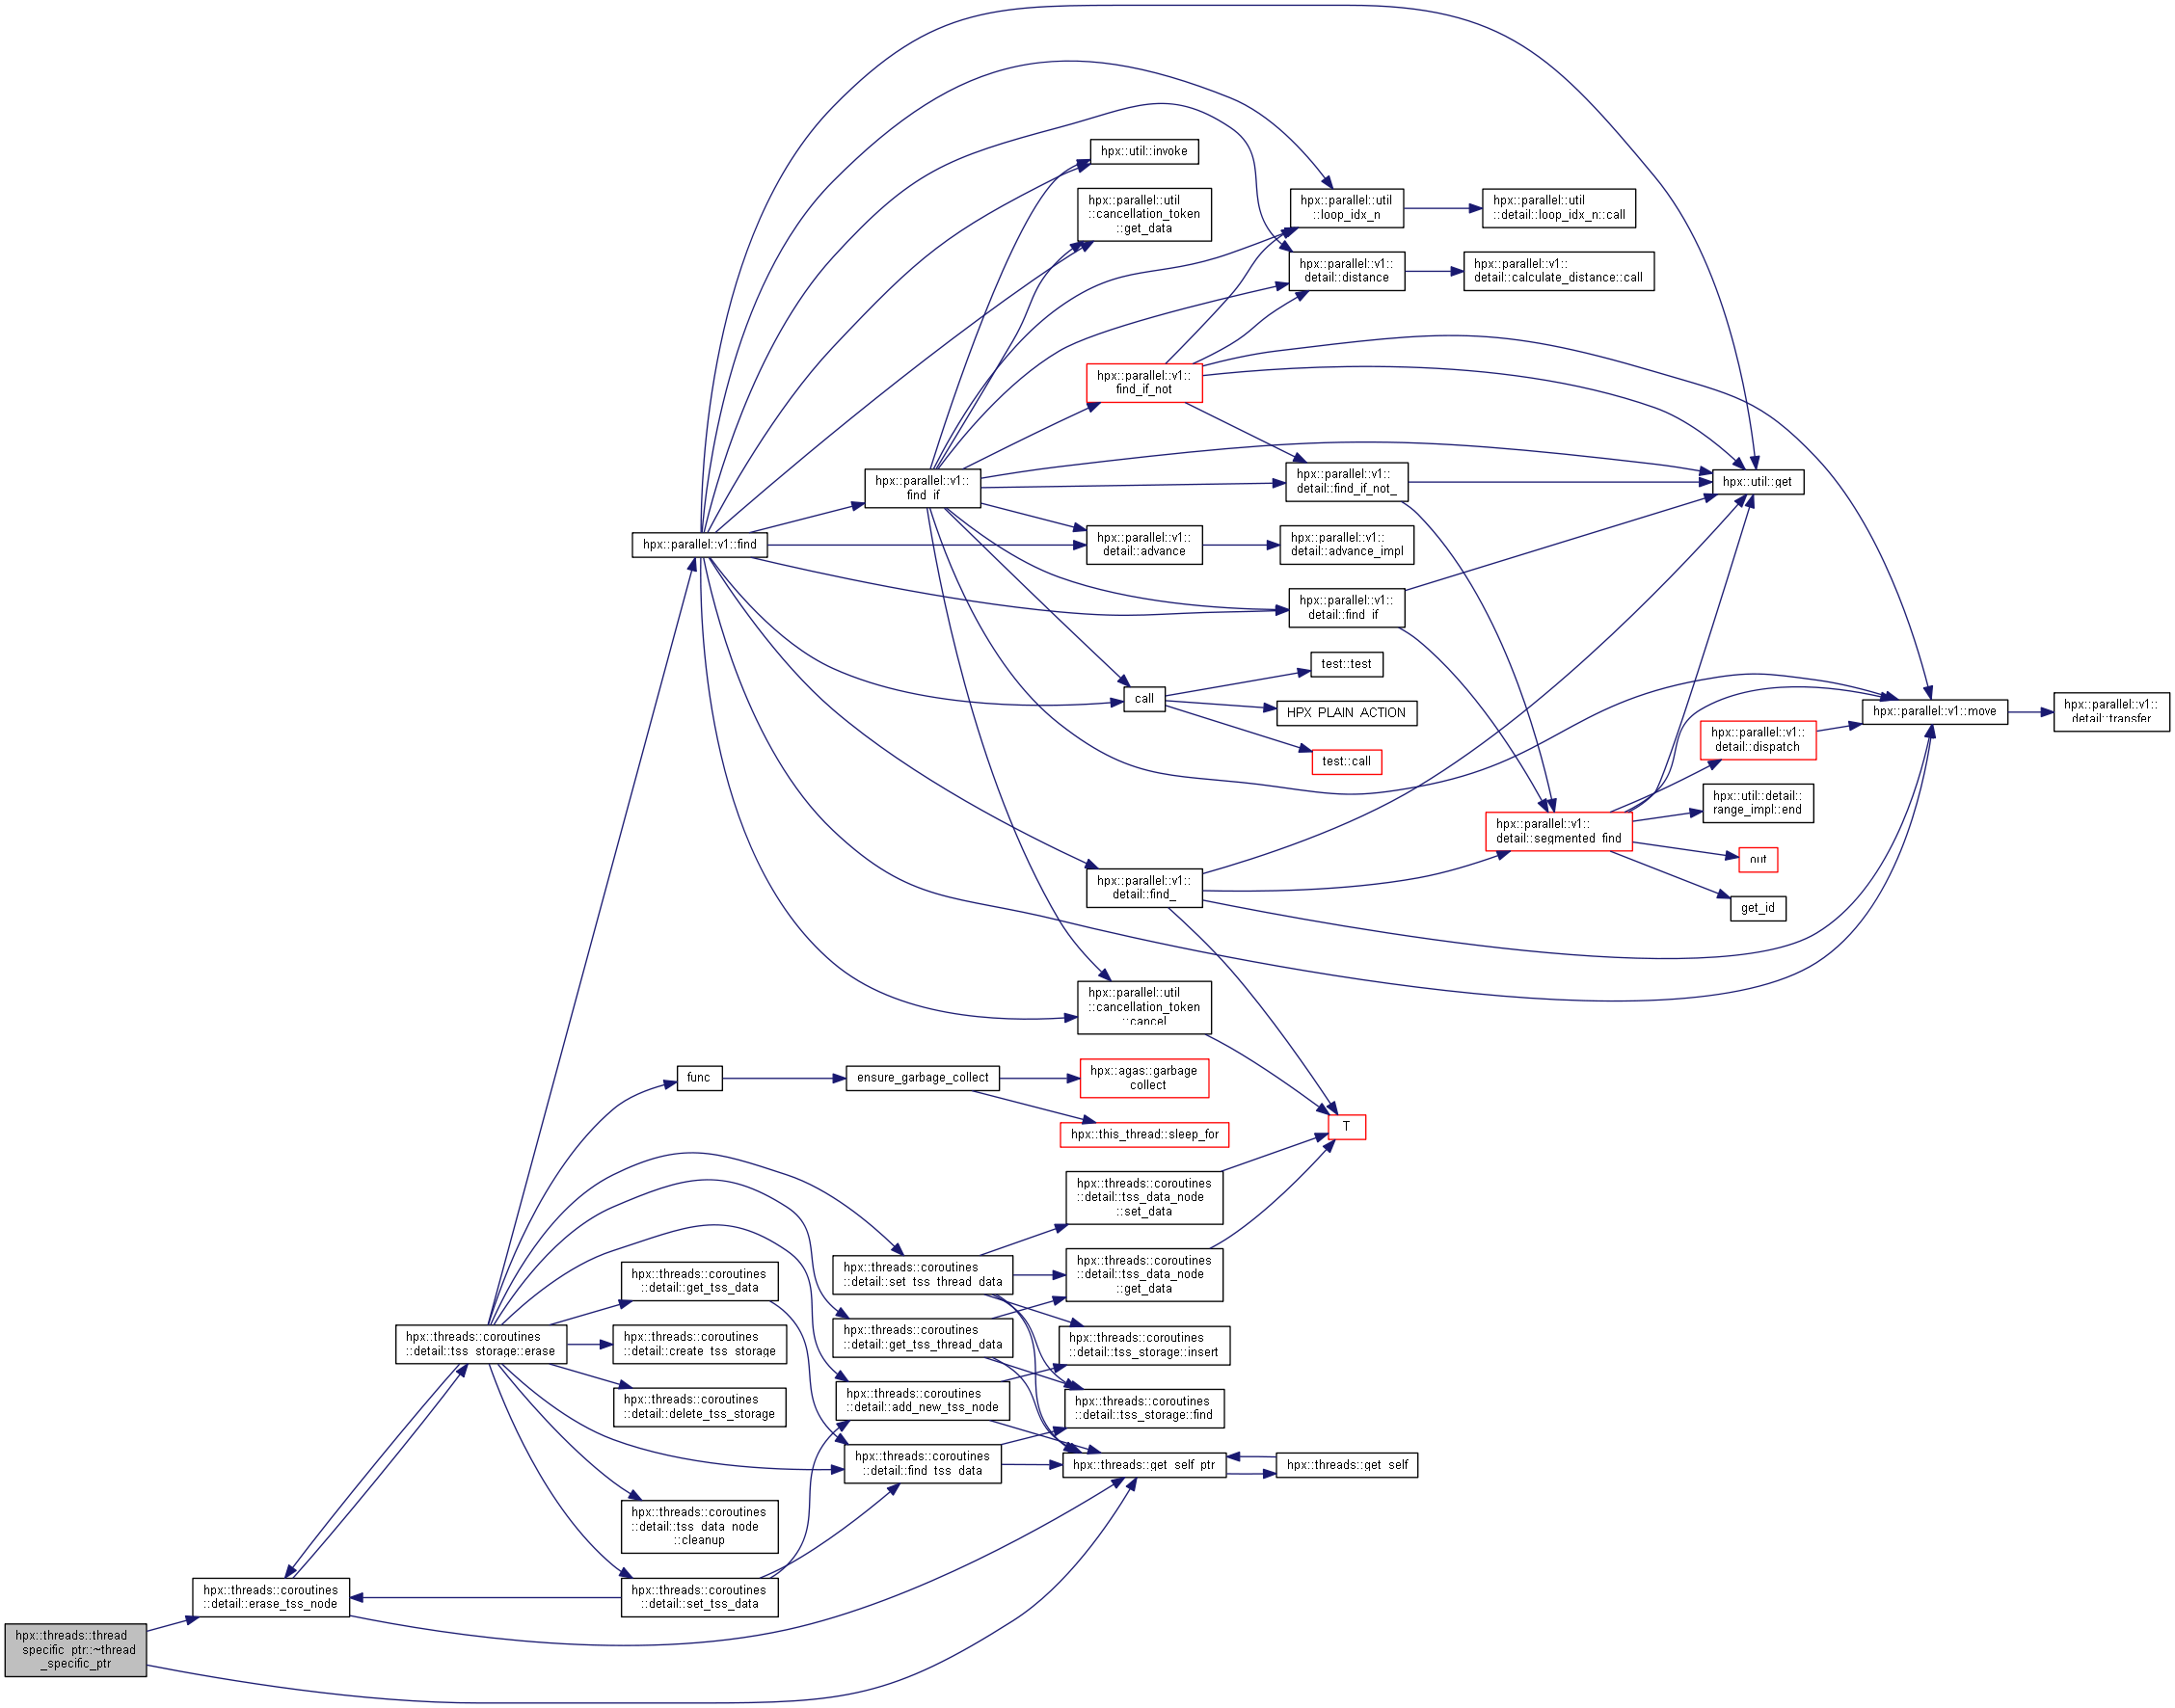 hpx::util::invoke
hpx::parallel::util
::cancellation_token
::get_data
hpx::parallel::util
::loop_idx_n
hpx::parallel::util
::detail::loop_idx_n::call
hpx::parallel::v1::
detail::distance
hpx::parallel::v1::
detail::calculate_distance::call
hpx::parallel::v1::
find_if_not
hpx::parallel::v1::
find_if
hpx::parallel::v1::
detail::find_if_not_
hpx::util::get
hpx::parallel::v1::find
hpx::parallel::v1::
detail::advance
hpx::parallel::v1::
detail::advance_impl
hpx::parallel::v1::
detail::find_if
test::test
call
HPX_PLAIN_ACTION
test::call
hpx::parallel::v1::move
hpx::parallel::v1::
detail::transfer
hpx::parallel::v1::
detail::dispatch
hpx::util::detail::
range_impl::end
hpx::parallel::v1::
detail::segmented_find
out
get_id
hpx::parallel::v1::
detail::find_
hpx::parallel::util
::cancellation_token
::cancel
func
ensure_garbage_collect
hpx::agas::garbage
_collect
hpx::this_thread::sleep_for
T
hpx::threads::coroutines
::detail::tss_data_node
::set_data
hpx::threads::coroutines
::detail::set_tss_thread_data
hpx::threads::coroutines
::detail::tss_data_node
::get_data
hpx::threads::coroutines
::detail::get_tss_data
hpx::threads::coroutines
::detail::tss_storage::erase
hpx::threads::coroutines
::detail::create_tss_storage
hpx::threads::coroutines
::detail::get_tss_thread_data
hpx::threads::coroutines
::detail::tss_storage::insert
hpx::threads::coroutines
::detail::delete_tss_storage
hpx::threads::coroutines
::detail::add_new_tss_node
hpx::threads::coroutines
::detail::tss_storage::find
hpx::threads::coroutines
::detail::find_tss_data
hpx::threads::get_self_ptr
hpx::threads::get_self
hpx::threads::coroutines
::detail::tss_data_node
::cleanup
hpx::threads::coroutines
::detail::erase_tss_node
hpx::threads::coroutines
::detail::set_tss_data
hpx::threads::thread
_specific_ptr::~thread
_specific_ptr